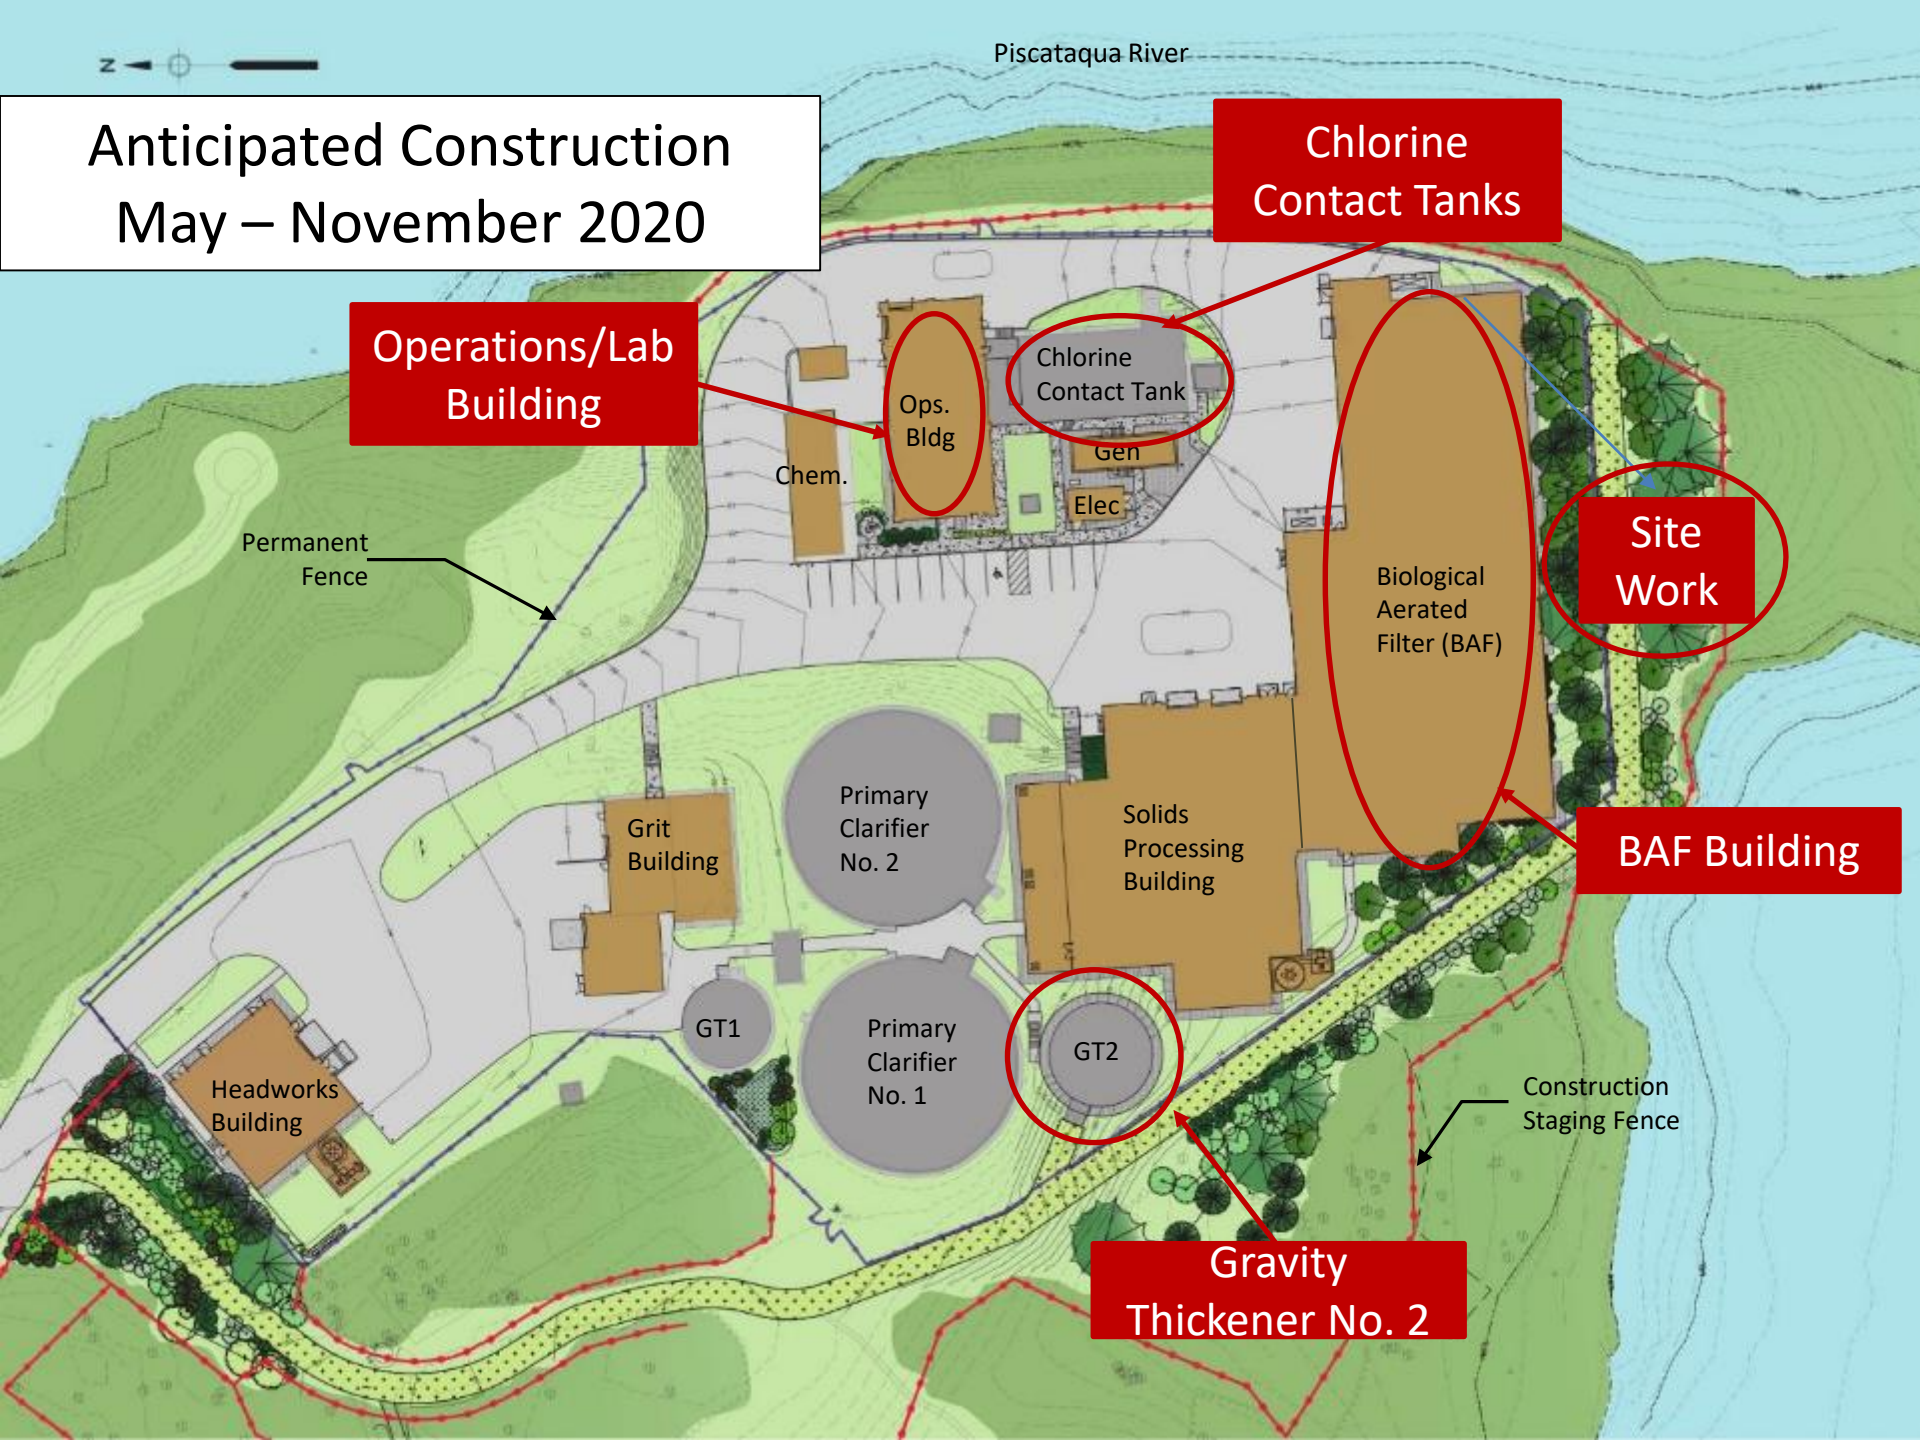 Piscataqua River
N
Anticipated Construction
May – November 2020
Chlorine
Contact Tanks
Operations/Lab
Building
Chlorine
Contact Tank
Ops.
Bldg
Gen
Chem.
Elec
Permanent
Fence
Site
Work
Biological
Aerated
Filter (BAF)
Primary
Clarifier
No. 2
Grit
Building
Solids
Processing
Building
BAF Building
GT1
Primary
Clarifier
No. 1
GT2
Headworks
Building
Construction
Staging Fence
Gravity
Thickener No. 2